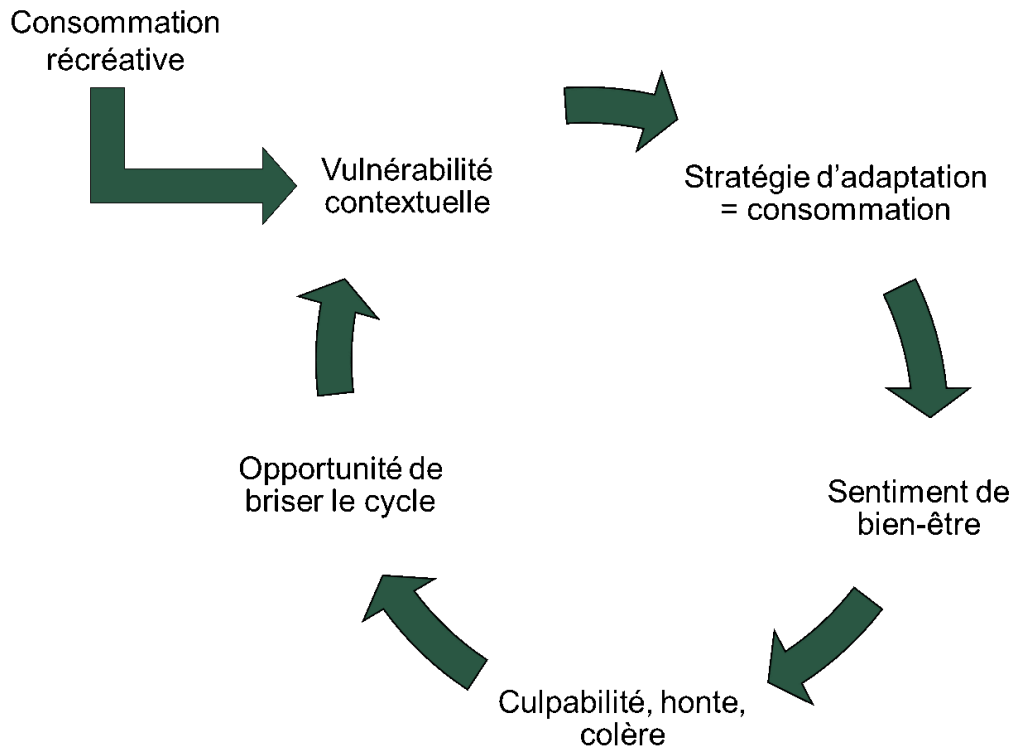 Consommation
récréative
Vulnérabilité
contextuelle
Stratégie d'adaptation
= consommation
Sentiment de
bien-être
Culpabilité, honte,
colère
Opportunité de
briser le cycle